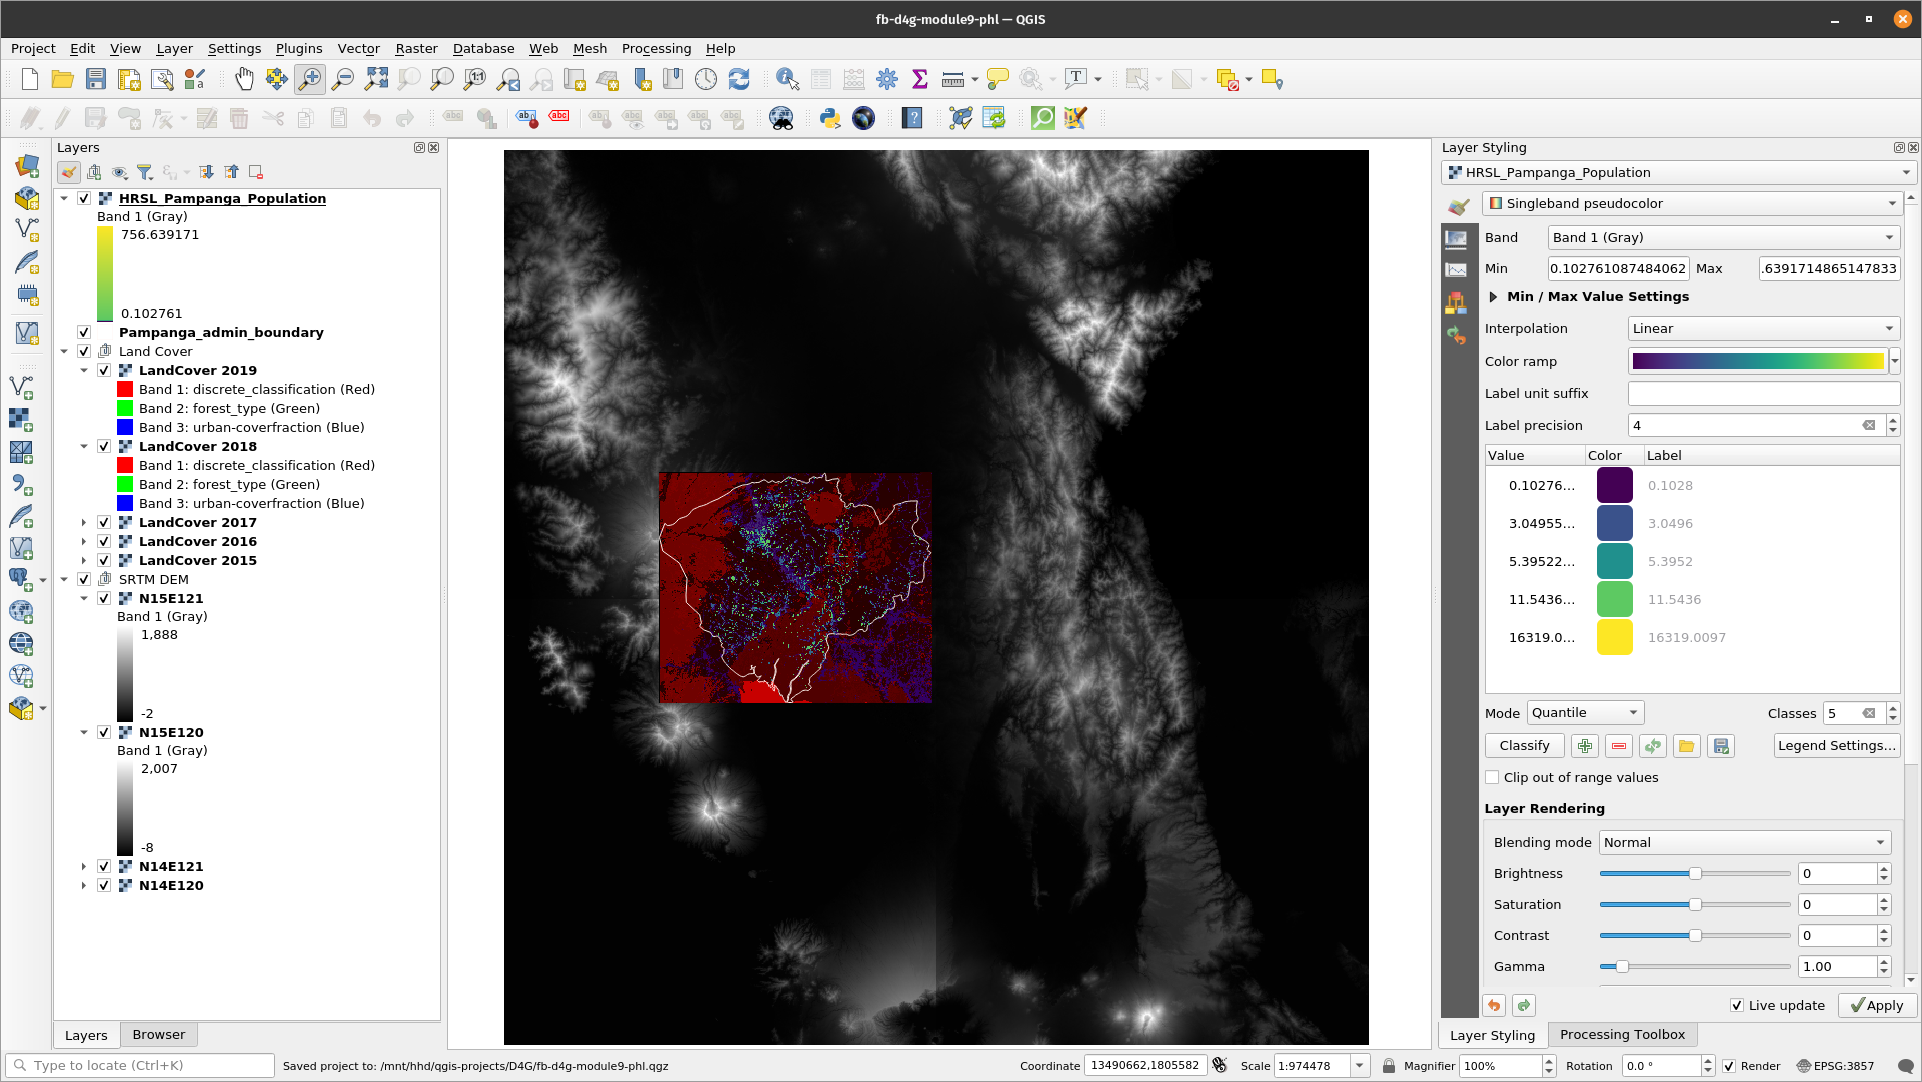 fb-d4g-module9-phl — QGIS
Project Edit View Layer Settings Plugins Vector Raster Database Web Mesh Processing Help
Layers
HRSL_Pampanga_Population
Band 1 (Gray)
756.639171
0.102761
Pampanga_admin_boundary
Land Cover
LandCover 2019
Band 1: discrete_classification (Red)
Band 2: forest_type (Green)
Band 3: urban-coverfraction (Blue)
LandCover 2018
Band 1: discrete_classification (Red)
Band 2: forest_type (Green)
Band 3: urban-coverfraction (Blue)
LandCover 2017
LandCover 2016
LandCover 2015
SRTM DEM
N15E121
Band 1 (Gray)
1,888
-2
N15E120
Band 1 (Gray)
2,007
-8
N14E121
N14E120
Layers Browser
Layer Styling
HRSL_Pampanga_Population
Singleband pseudocolor
Band Band 1 (Gray)
Min 0.102761087484062 Max .6391714865147833
Min / Max Value Settings
Interpolation Linear
Color ramp
Label unit suffix
Label precision 4
Value Color Label
0.10276... 0.1028
3.04955... 3.0496
5.39522... 5.3952
11.5436... 11.5436
16319.0... 16319.0097
Mode Quantile Classes 5
Classify Legend Settings...
Clip out of range values
Layer Rendering
Blending mode Normal
Brightness 0
Saturation 0
Contrast 0
Gamma 1.00
Live update Apply
Layer Styling Processing Toolbox
Type to locate (Ctrl+K) Saved project to: /mnt/hhd/qgis-projects/D4G/fb-d4g-module9-phl.qgz Coordinate 13490662,1805582 Scale 1:974478 Magnifier 100% Rotation 0.0 ° Render EPSG:3857